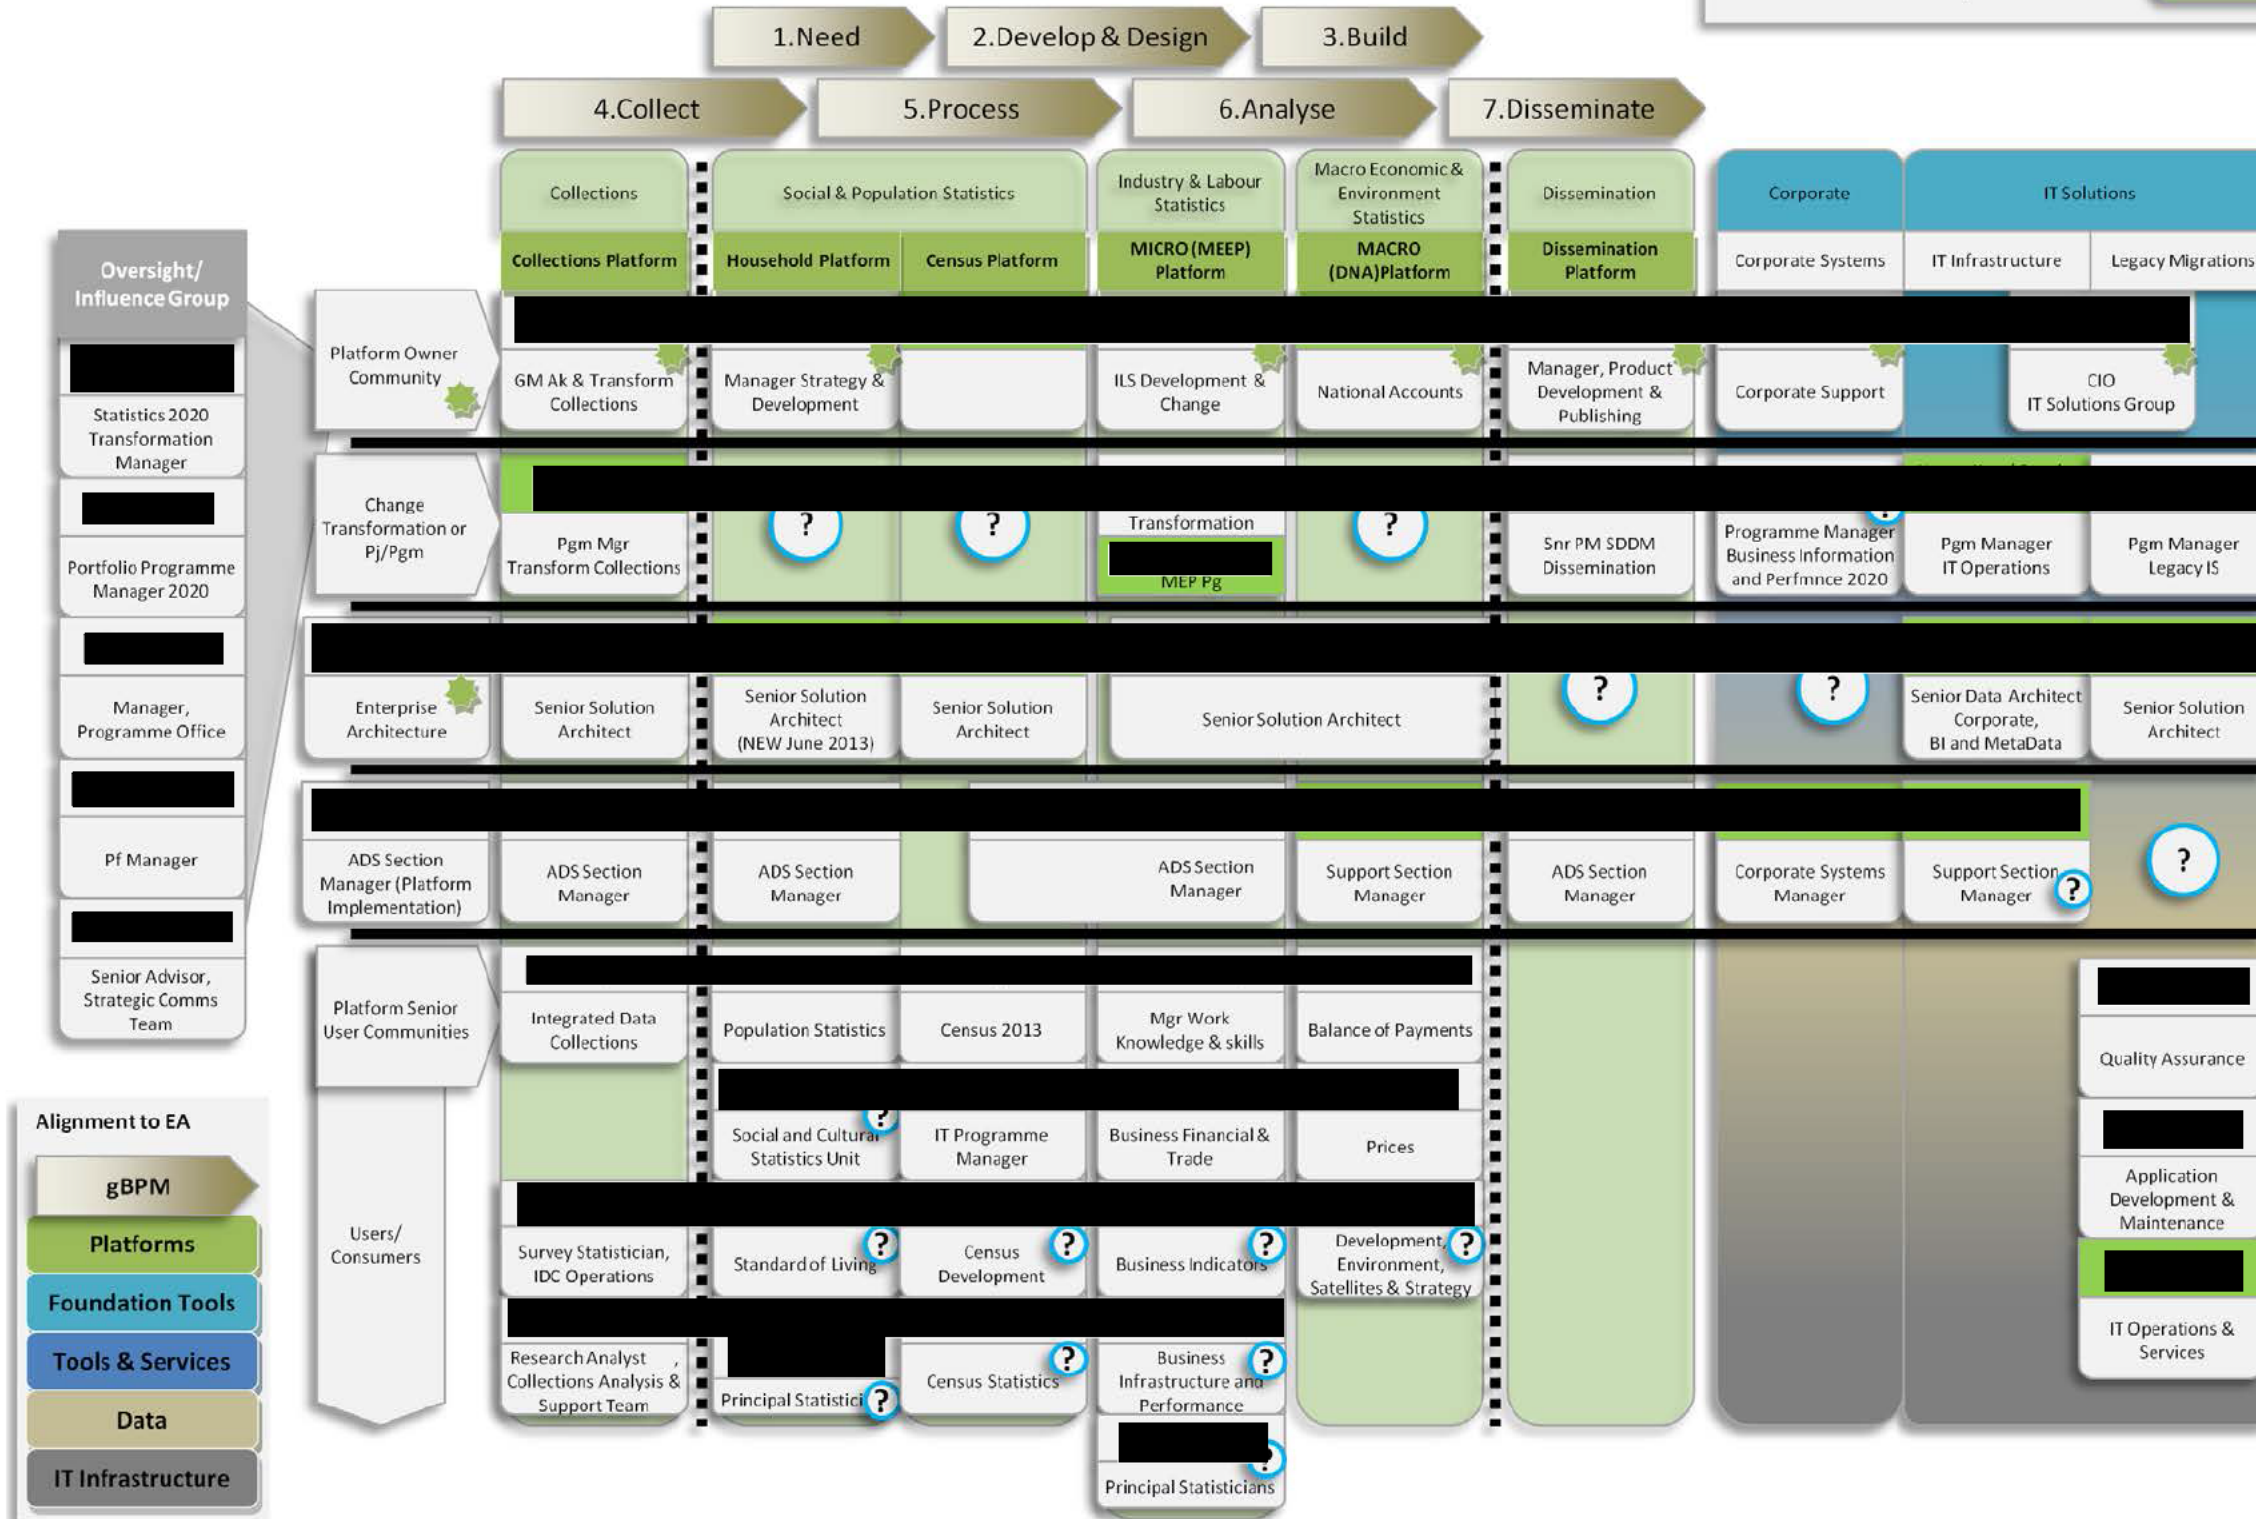 1.Need
2.Develop & Design
3.Build
4.Collect
5.Process
6.Analyse
7.Disseminate
Collections
Social & Population Statistics
Industry & Labour
Statistics
Macro Economic &
Environment
Statistics
Dissemination
Corporate
IT Solutions
Collections Platform
Household Platform
Census Platform
MICRO (MEEP)
Platform
MACRO
(DNA)Platform
Dissemination
Platform
Corporate Systems
IT Infrastructure
Legacy Migrations
Oversight/
Influence Group
Statistics 2020
Transformation
Manager
Portfolio Programme
Manager 2020
Manager,
Programme Office
Pf Manager
Senior Advisor,
Strategic Comms
Team
Platform Owner
Community
GM Ak & Transform
Collections
Manager Strategy &
Development
ILS Development &
Change
National Accounts
Manager, Product
Development &
Publishing
Corporate Support
CIO
IT Solutions Group
Change
Transformation or
Pj/Pgm
Pgm Mgr
Transform Collections
?
?
Transformation
MEP Pg
?
Snr PM SDDM
Dissemination
Programme Manager
Business Information
and Perfmnce 2020
Pgm Manager
IT Operations
Pgm Manager
Legacy IS
Enterprise
Architecture
Senior Solution
Architect
Senior Solution
Architect
(NEW June 2013)
Senior Solution
Architect
Senior Solution Architect
?
?
Senior Data Architect
Corporate,
BI and MetaData
Senior Solution
Architect
ADS Section
Manager (Platform
Implementation)
ADS Section
Manager
ADS Section
Manager
ADS Section
Manager
Support Section
Manager
ADS Section
Manager
Corporate Systems
Manager
Support Section
Manager
?
?
Platform Senior
User Communities
Integrated Data
Collections
Population Statistics
Census 2013
Mgr Work
Knowledge & skills
Balance of Payments
Quality Assurance
Social and Cultural
Statistics Unit
?
IT Programme
Manager
Business Financial &
Trade
Prices
Application
Development &
Maintenance
Users/
Consumers
Survey Statistician,
IDC Operations
Standard of Living
?
Census
Development
?
Business Indicators
?
Development,
Environment,
Satellites & Strategy
?
IT Operations &
Services
Research Analyst ,
Collections Analysis &
Support Team
Principal Statistici
?
Census Statistics
?
Business
Infrastructure and
Performance
?
Principal Statisticians
?
Alignment to EA
gBPM
Platforms
Foundation Tools
Tools & Services
Data
IT Infrastructure